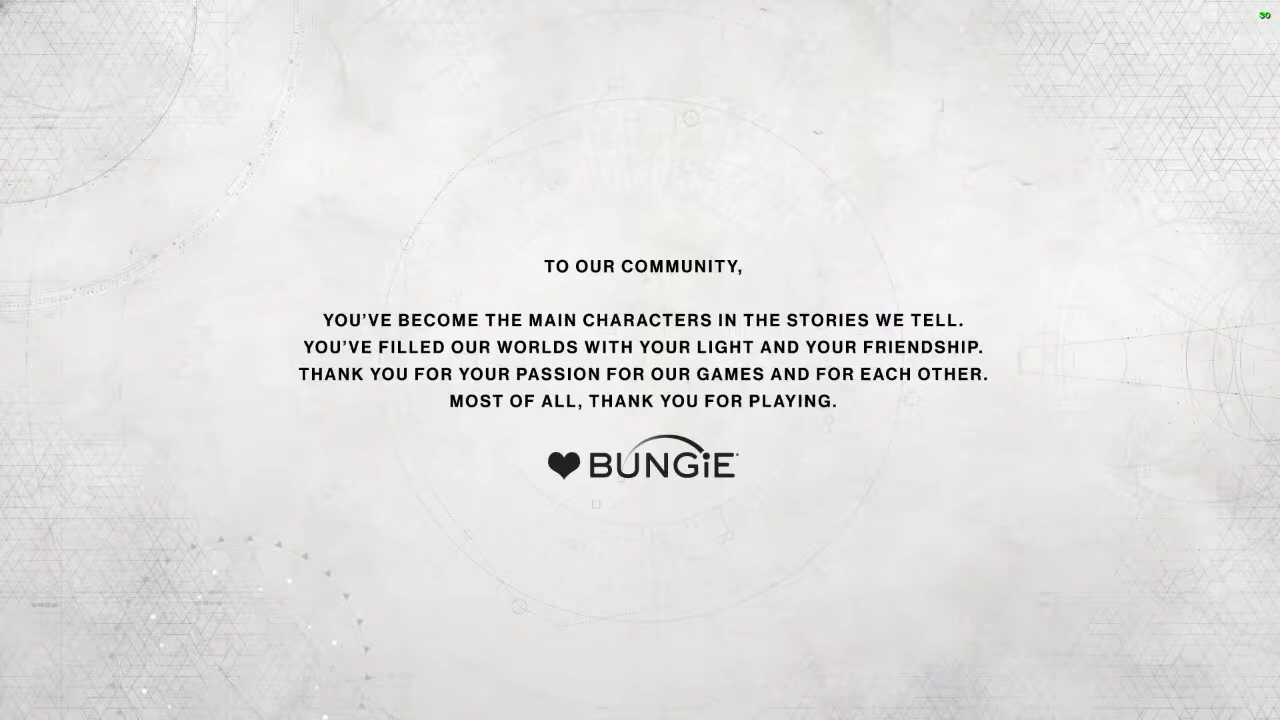 30
TO OUR COMMUNITY,
YOU’VE BECOME THE MAIN CHARACTERS IN THE STORIES WE TELL.
YOU’VE FILLED OUR WORLDS WITH YOUR LIGHT AND YOUR FRIENDSHIP.
THANK YOU FOR YOUR PASSION FOR OUR GAMES AND FOR EACH OTHER.
MOST OF ALL, THANK YOU FOR PLAYING.
BUNGiE